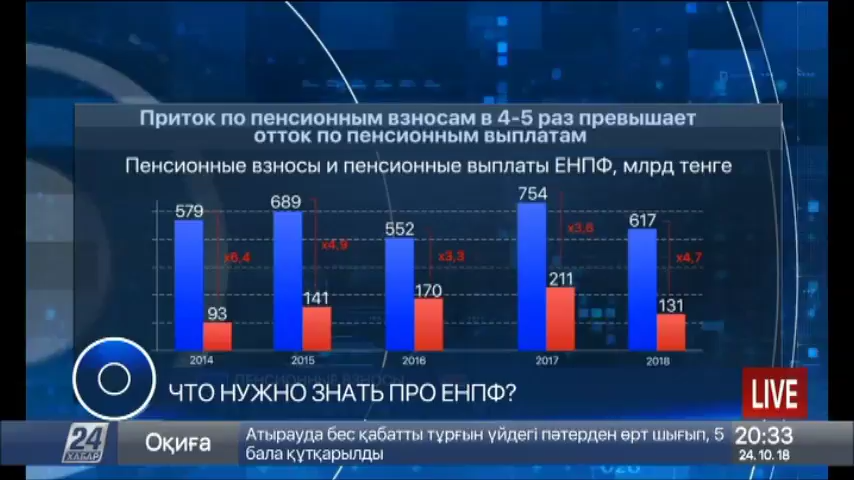 Приток по пенсионным взносам в 4-5 раз превышает
отток по пенсионным выплатам
Пенсионные взносы и пенсионные выплаты ЕНПФ, млрд тенге
579 689 552 754 617
x6,4 x4,9 x3,3 x3,6 x4,7
93 141 170 211 131
2014 2015 2016 2017 2018
ПЕНСИОННЫЕ ВЗНОСЫ
ЧТО НУЖНО ЗНАТЬ ПРО ЕНПФ?
LIVE
24
ХАБАР
Оқиға
Атырауда бес қабатты тұрғын үйдегі пәтерден өрт шығып, 5
бала құтқарылды
20:33
24.10.18